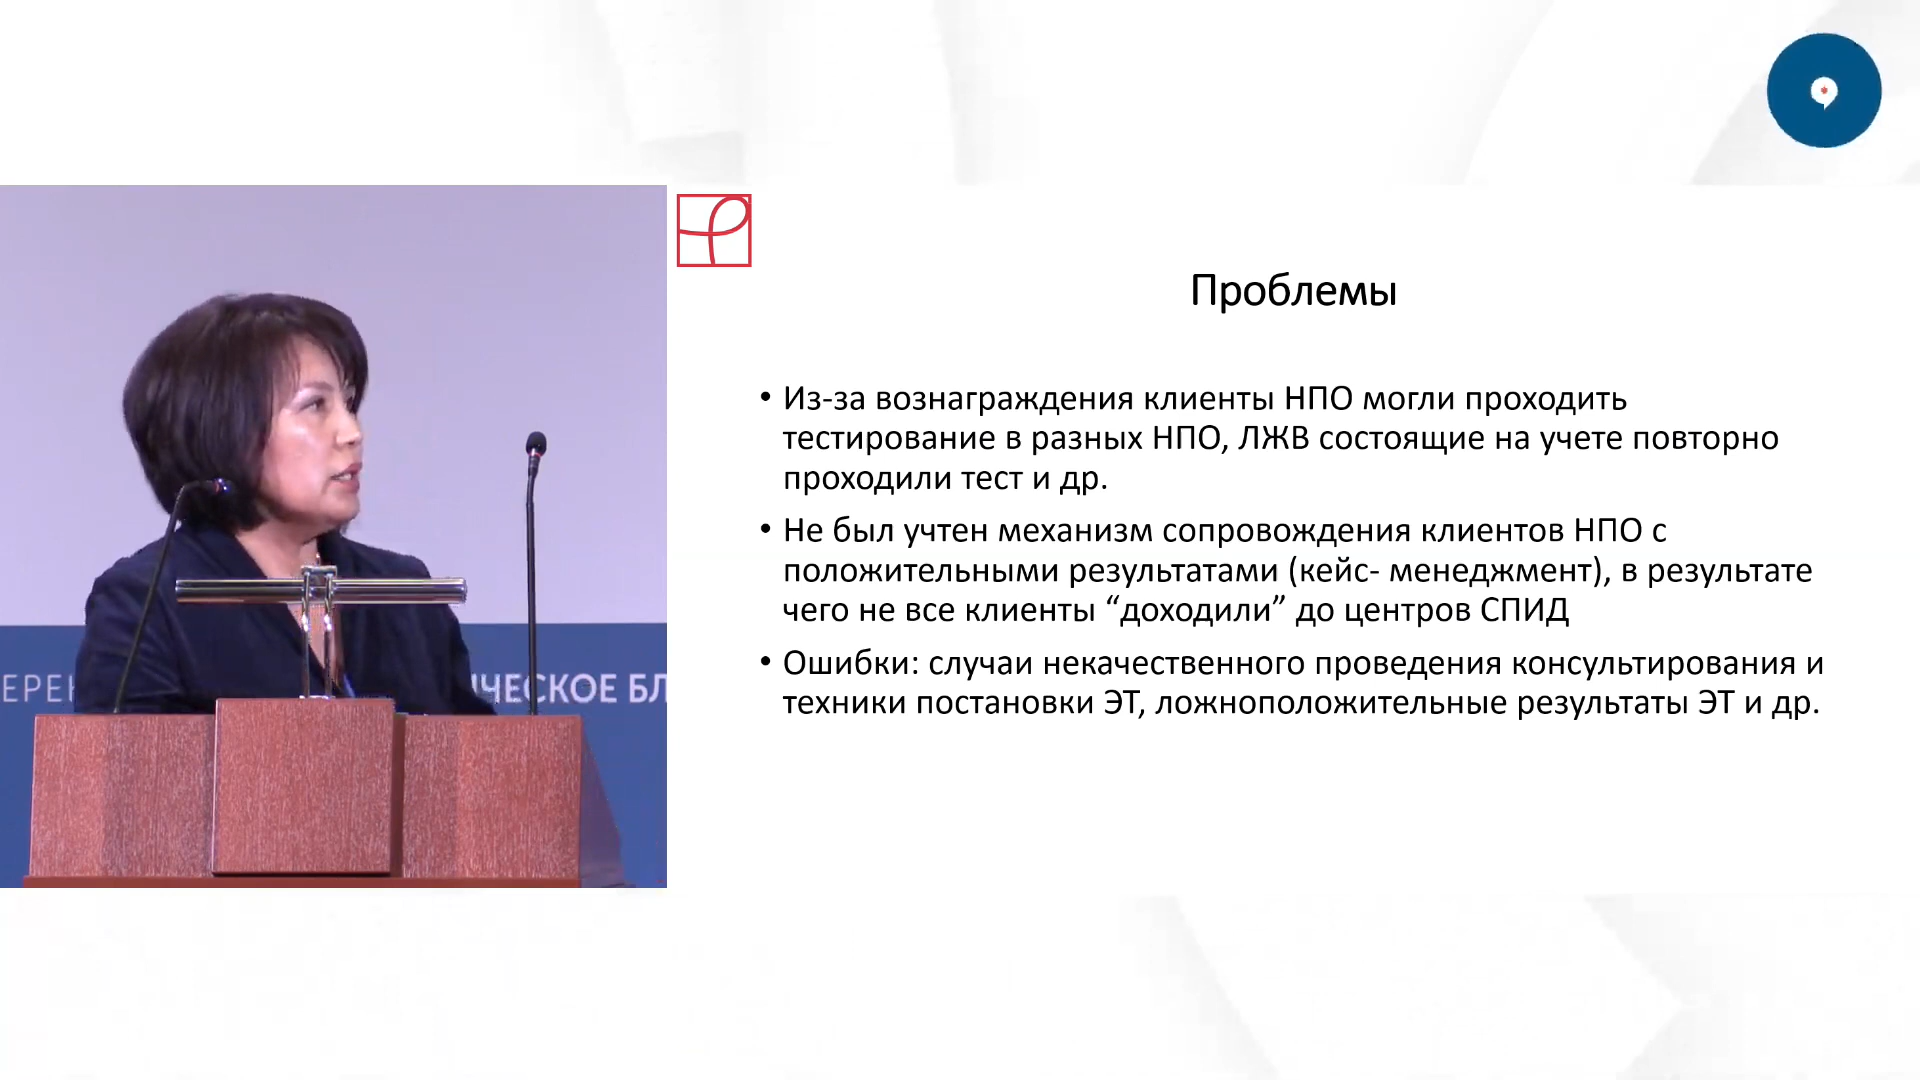 Проблемы
• Из-за вознаграждения клиенты НПО могли проходить
тестирование в разных НПО, ЛЖВ состоящие на учете повторно
проходили тест и др.
• Не был учтен механизм сопровождения клиентов НПО с
положительными результатами (кейс- менеджмент), в результате
чего не все клиенты “доходили” до центров СПИД
• Ошибки: случаи некачественного проведения консультирования и
техники постановки ЭТ, ложноположительные результаты ЭТ и др.
ЕРЕН ИЧЕСКОЕ БЛ